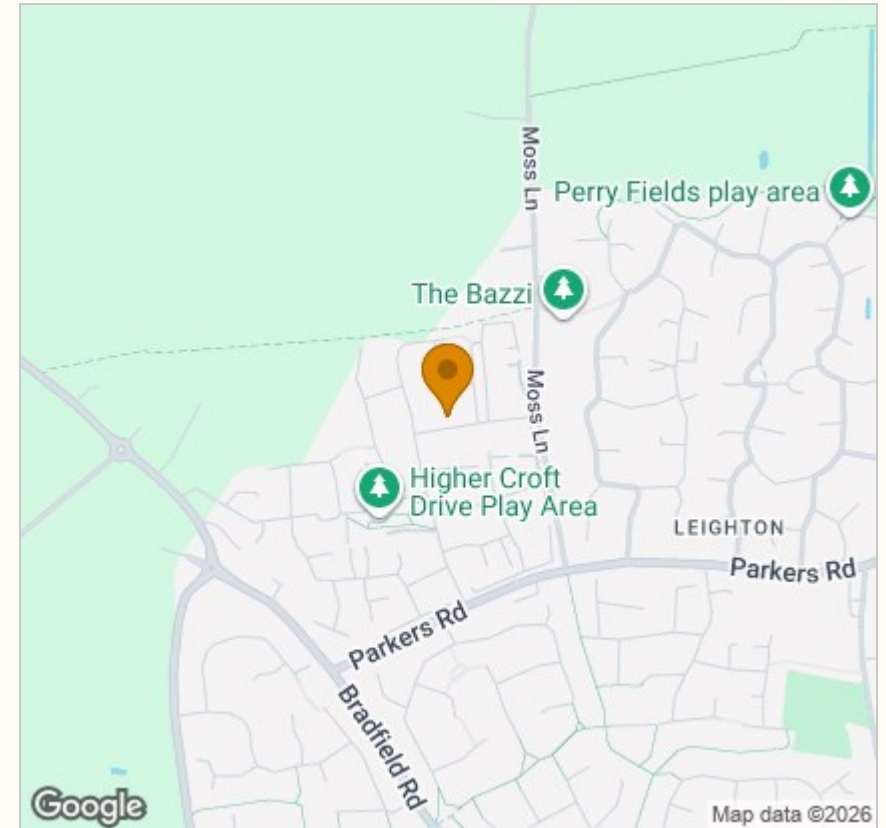 Moss Ln
Perry Fields play area
The Bazzi
Moss Ln
Higher Croft
Drive Play Area
LEIGHTON
Parkers Rd
Parkers Rd
Bradfield Rd
Google
Map data ©2026